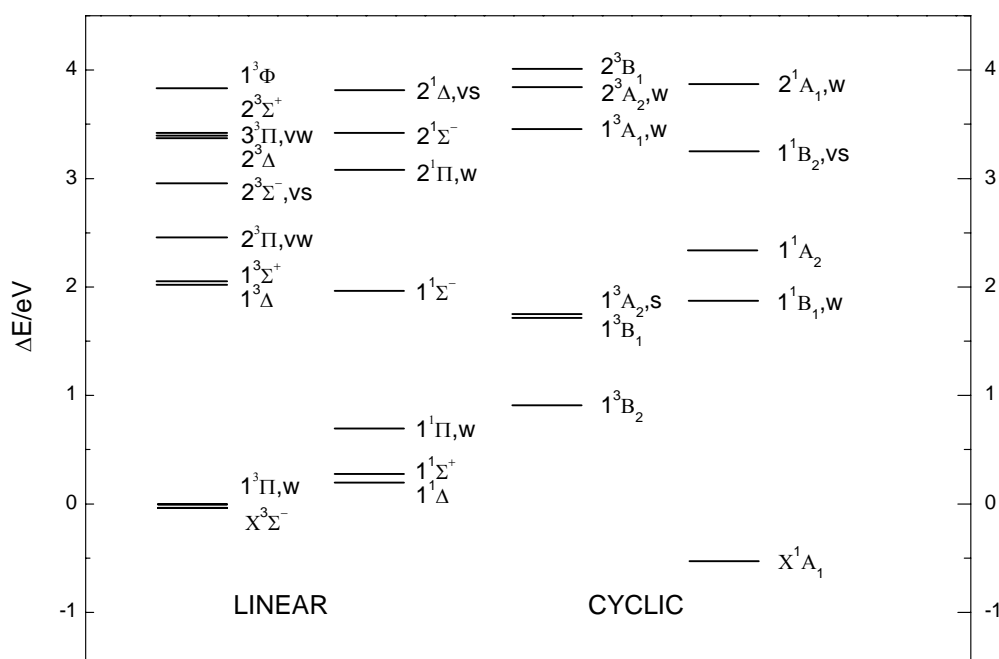 ΔE/eV
4
3
2
1
0
-1
1³Φ
2³Σ⁺
3³Π,vw
2³Δ
2³Σ⁻,vs
2³Π,vw
1³Σ⁺
1³Δ
1³Π,w
X³Σ⁻
2¹Δ,vs
2¹Σ⁻
2¹Π,w
1¹Σ⁻
1¹Π,w
1¹Σ⁺
1¹Δ
2³B₁
2³A₂,w
1³A₁,w
1³A₂,s
1³B₁
1³B₂
2¹A₁,w
1¹B₂,vs
1¹A₂
1¹B₁,w
X¹A₁
LINEAR
CYCLIC
4
3
2
1
0
-1